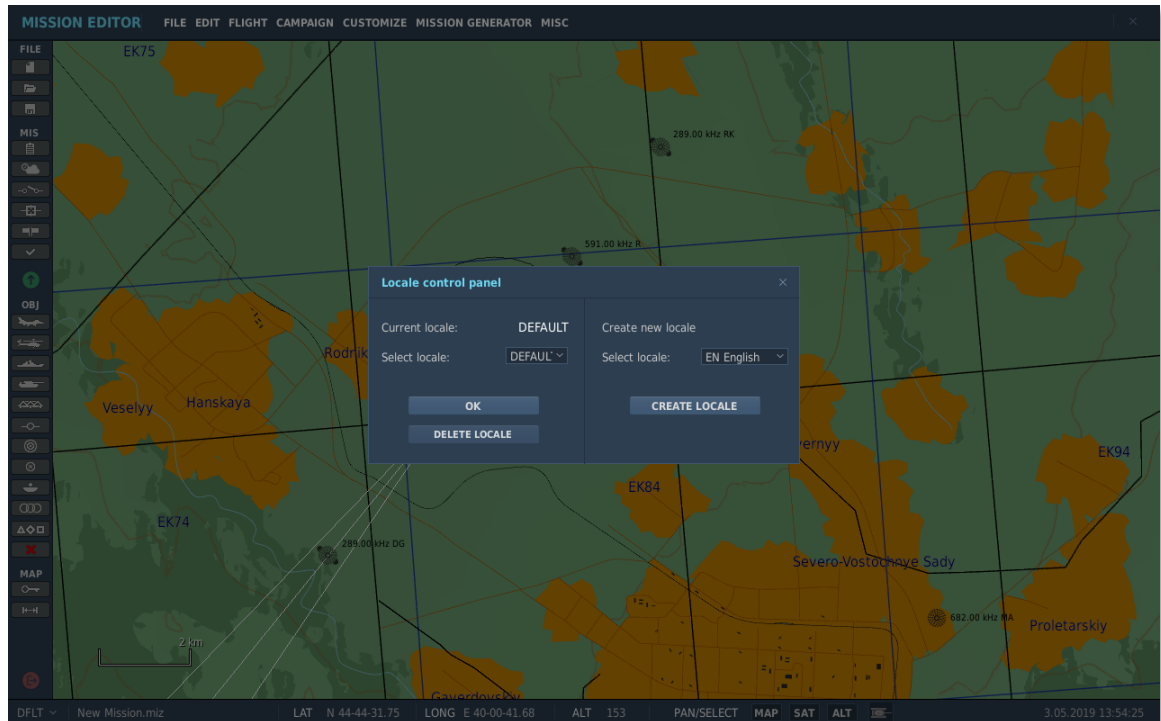 MISSION EDITOR FILE EDIT FLIGHT CAMPAIGN CUSTOMIZE MISSION GENERATOR MISC
FILE
EK75
289.00 kHz RK
MIS
591.00 kHz R
OBJ
Locale control panel
Current locale: DEFAULT
Select locale: DEFAUL
OK
DELETE LOCALE
Create new locale
Select locale: EN English
CREATE LOCALE
Rodnik
Veselyy
Hanskaya
vernyy
EK94
EK84
EK74
289.00 kHz DG
Severo-Vostochnye Sady
MAP
682.00 kHz MA
Proletarskiy
2 km
Gaverdovskiy
DFLT New Mission.miz LAT N 44-44-31.75 LONG E 40-00-41.68 ALT 153 PAN/SELECT MAP SAT ALT 3.05.2019 13:54:25